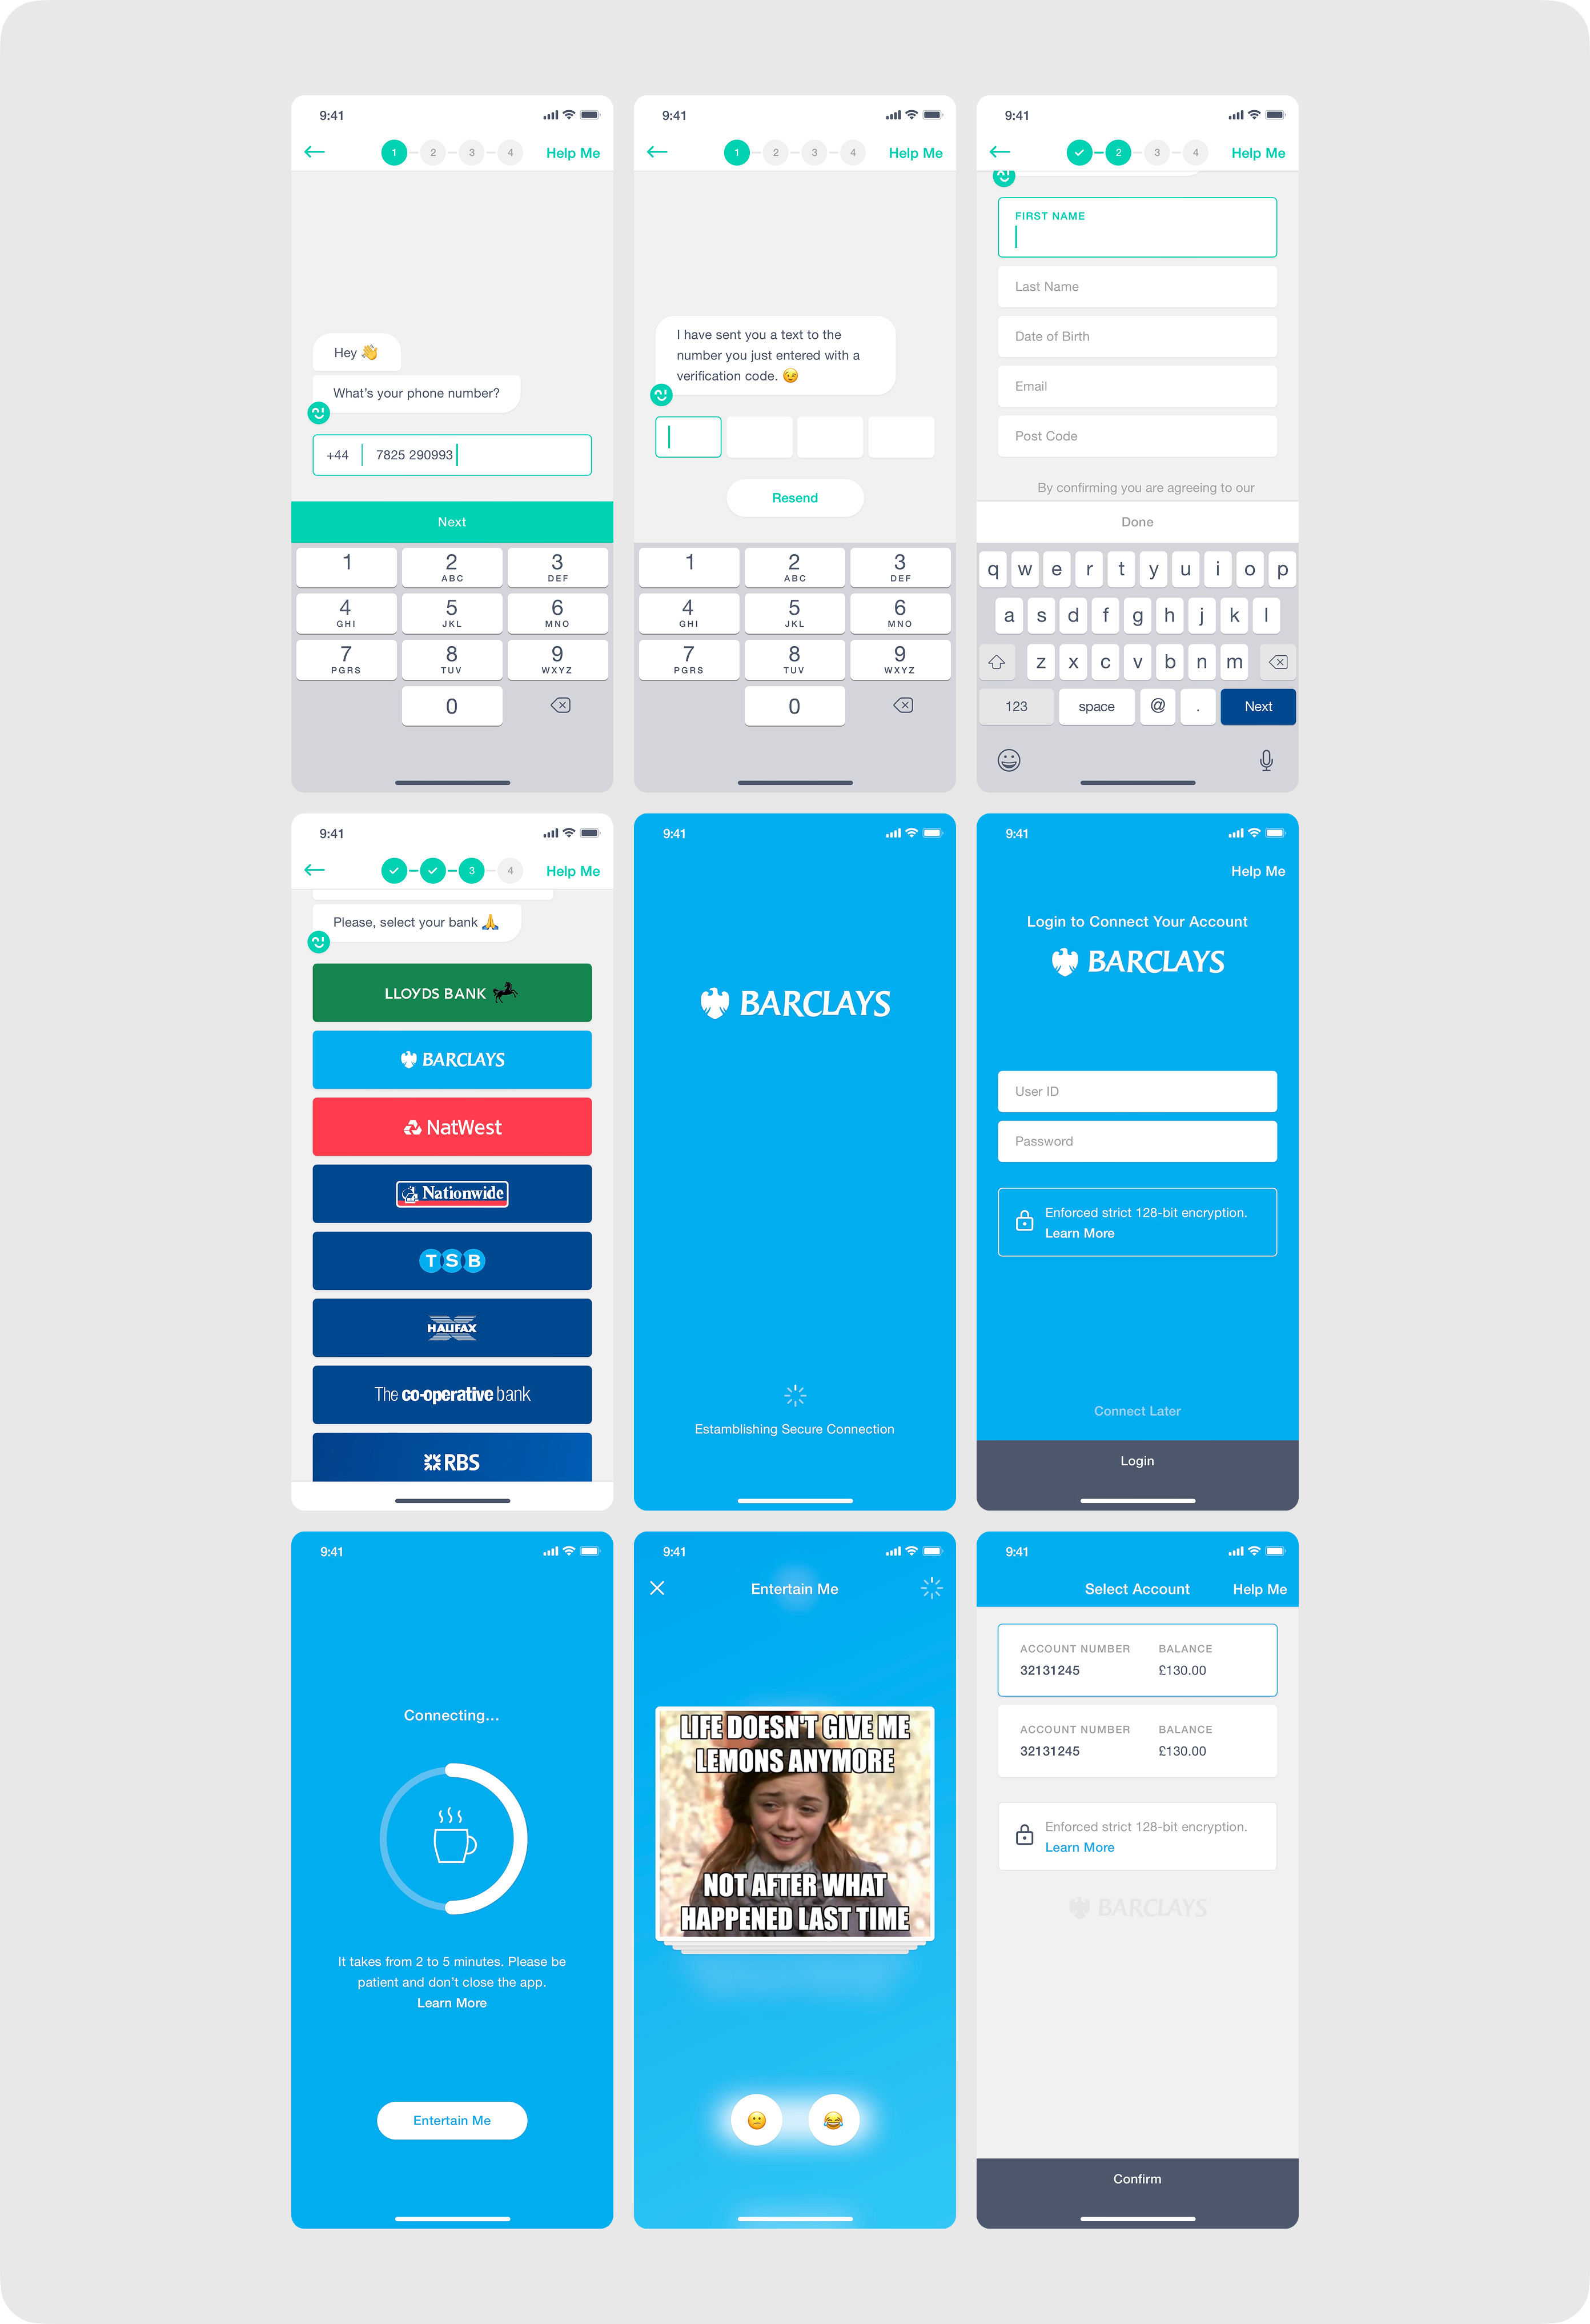 9:41
1 2 3 4 Help Me
Hey 👋
What's your phone number?
+44 7825 290993
Next
1 2 3
ABC DEF
4 5 6
GHI JKL MNO
7 8 9
PGRS TUV WXYZ
0
9:41
1 2 3 4 Help Me
I have sent you a text to the
number you just entered with a
verification code. 😉
Resend
1 2 3
ABC DEF
4 5 6
GHI JKL MNO
7 8 9
PGRS TUV WXYZ
0
9:41
2 3 4 Help Me
FIRST NAME
Last Name
Date of Birth
Email
Post Code
By confirming you are agreeing to our
Done
q w e r t y u i o p
a s d f g h j k l
z x c v b n m
123 space @ . Next
9:41
3 4 Help Me
Please, select your bank 🙏
LLOYDS BANK
BARCLAYS
NatWest
Nationwide
TSB
HALIFAX
The co-operative bank
RBS
9:41
BARCLAYS
Estamblishing Secure Connection
9:41
Help Me
Login to Connect Your Account
BARCLAYS
User ID
Password
Enforced strict 128-bit encryption.
Learn More
Connect Later
Login
9:41
Connecting...
It takes from 2 to 5 minutes. Please be
patient and don't close the app.
Learn More
Entertain Me
9:41
Entertain Me
LIFE DOESN'T GIVE ME
LEMONS ANYMORE
NOT AFTER WHAT
HAPPENED LAST TIME
9:41
Select Account Help Me
ACCOUNT NUMBER BALANCE
32131245 £130.00
ACCOUNT NUMBER BALANCE
32131245 £130.00
Enforced strict 128-bit encryption.
Learn More
BARCLAYS
Confirm